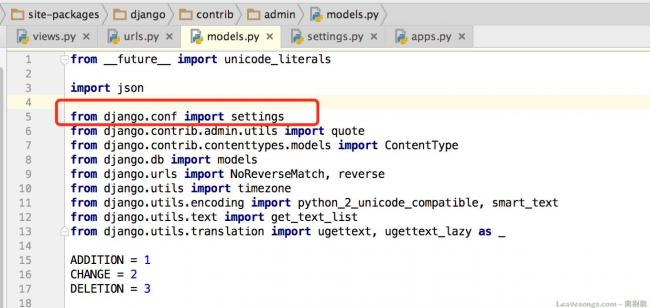 site-packages django contrib admin models.py
views.py urls.py models.py settings.py apps.py
1 from __future__ import unicode_literals
2
3 import json
4
5 from django.conf import settings
6 from django.contrib.admin.utils import quote
7 from django.contrib.contenttypes.models import ContentType
8 from django.db import models
9 from django.urls import NoReverseMatch, reverse
10 from django.utils import timezone
11 from django.utils.encoding import python_2_unicode_compatible, smart_text
12 from django.utils.text import get_text_list
13 from django.utils.translation import ugettext, ugettext_lazy as _
14
15 ADDITION = 1
16 CHANGE = 2
17 DELETION = 3
18
Leavesongs.com